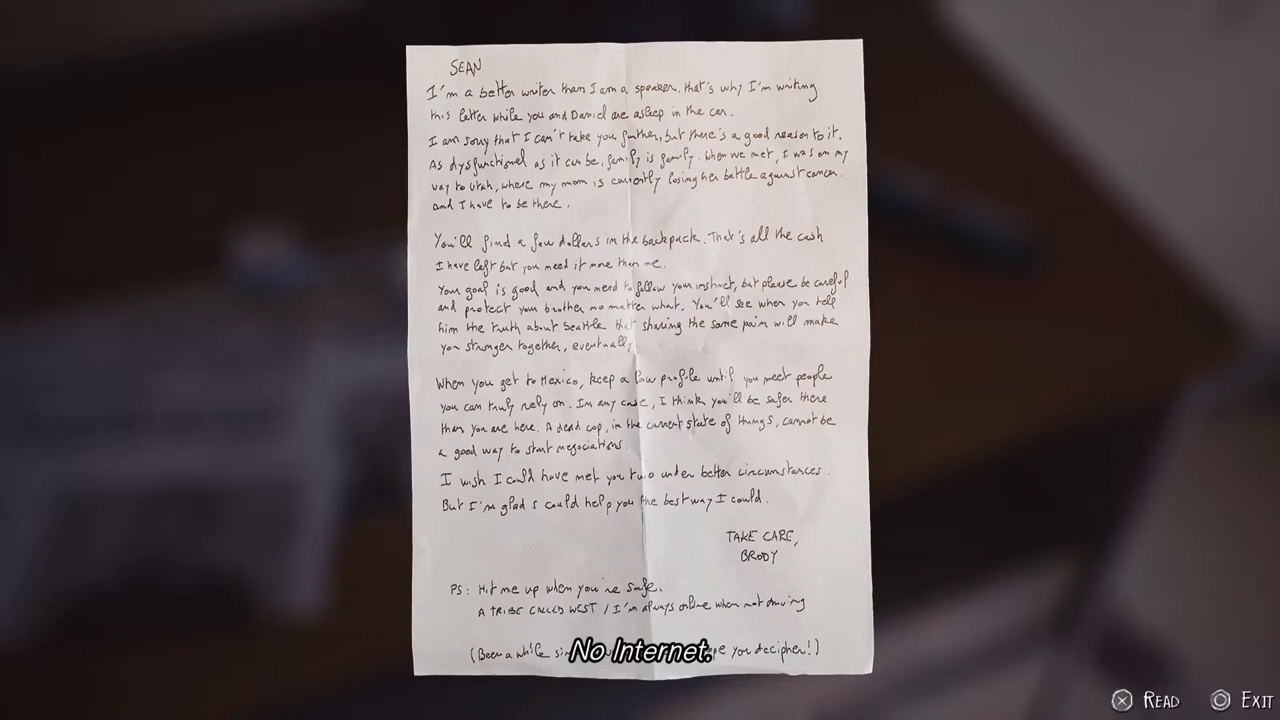 SEAN
I'm a better writer than I am a speaker. that's why I'm writing
this letter while you and Daniel are asleep in the car.
I am sorry that I can't take you further, but there's a good reason to it.
As dysfunctional as it can be, family is family. When we met, I was on my
way to Utah, where my mom is currently losing her battle against cancer.
and I have to be there.
You'll find a few dollars in the backpack. That's all the cash
I have left but you need it more than me.
Your goal is good and you need to follow your instinct, but please be careful
and protect your brother no matter what. You'll see when you tell
him the truth about Seattle that sharing the same pain will make
you stronger together, eventually.
When you get to Mexico, keep a low profile until you meet people
you can truly rely on. In any case, I think you'll be safer there
than you are here. A dead cop, in the current state of things, cannot be
a good way to start negociations.
I wish I could have met you two under better circumstances.
But I'm glad I could help you the best way I could.
TAKE CARE,
BRODY
PS: Hit me up when you're safe.
A TRIBE CALLED WEST / I'm always online when not driving
(Been a while you decipher!)
No Internet.
READ
EXIT